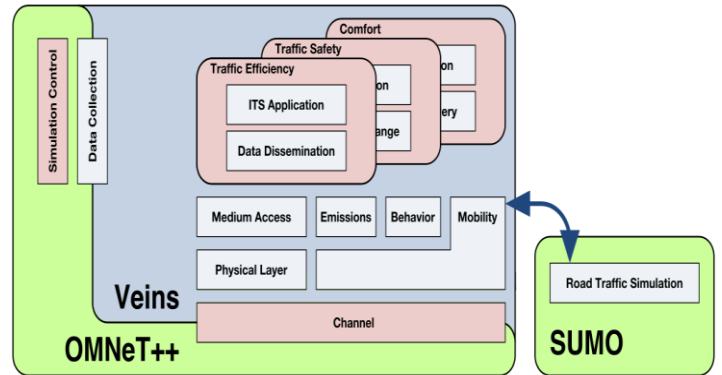 Comfort
Traffic Safety
Traffic Efficiency
ITS Application
Data Dissemination
Simulation Control
Data Collection
Medium Access
Emissions
Behavior
Mobility
Physical Layer
Channel
Veins
OMNeT++
Road Traffic Simulation
SUMO